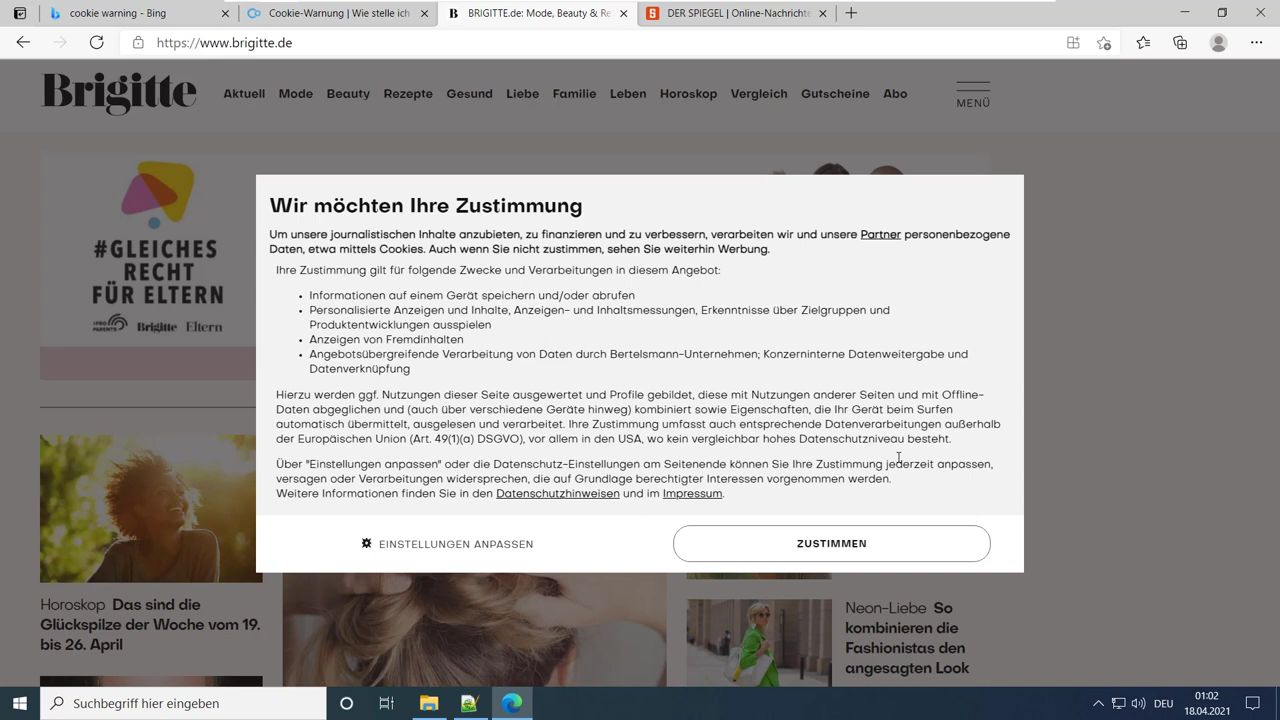 cookie warning - Bing
Cookie-Warnung | Wie stelle ich
BRIGITTE.de: Mode, Beauty & Re
DER SPIEGEL | Online-Nachrichte
https://www.brigitte.de
Brigitte
Aktuell Mode Beauty Rezepte Gesund Liebe Familie Leben Horoskop Vergleich Gutscheine Abo
MENÜ
#GLEICHES
RECHT
FÜR ELTERN
Brigitte Eltern
Wir möchten Ihre Zustimmung
Um unsere journalistischen Inhalte anzubieten, zu finanzieren und zu verbessern, verarbeiten wir und unsere Partner personenbezogene
Daten, etwa mittels Cookies. Auch wenn Sie nicht zustimmen, sehen Sie weiterhin Werbung.
Ihre Zustimmung gilt für folgende Zwecke und Verarbeitungen in diesem Angebot:
• Informationen auf einem Gerät speichern und/oder abrufen
• Personalisierte Anzeigen und Inhalte, Anzeigen- und Inhaltsmessungen, Erkenntnisse über Zielgruppen und
Produktentwicklungen ausspielen
• Anzeigen von Fremdinhalten
• Angebotsübergreifende Verarbeitung von Daten durch Bertelsmann-Unternehmen; Konzerninterne Datenweitergabe und
Datenverknüpfung
Hierzu werden ggf. Nutzungen dieser Seite ausgewertet und Profile gebildet, diese mit Nutzungen anderer Seiten und mit Offline-
Daten abgeglichen und (auch über verschiedene Geräte hinweg) kombiniert sowie Eigenschaften, die Ihr Gerät beim Surfen
automatisch übermittelt, ausgelesen und verarbeitet. Ihre Zustimmung umfasst auch entsprechende Datenverarbeitungen außerhalb
der Europäischen Union (Art. 49(1)(a) DSGVO), vor allem in den USA, wo kein vergleichbar hohes Datenschutzniveau besteht.
Über "Einstellungen anpassen" oder die Datenschutz-Einstellungen am Seitenende können Sie Ihre Zustimmung jederzeit anpassen,
versagen oder Verarbeitungen widersprechen, die auf Grundlage berechtigter Interessen vorgenommen werden.
Weitere Informationen finden Sie in den Datenschutzhinweisen und im Impressum.
EINSTELLUNGEN ANPASSEN
ZUSTIMMEN
Horoskop Das sind die
Glückspilze der Woche vom 19.
bis 26. April
Neon-Liebe So
kombinieren die
Fashionistas den
angesagten Look
Suchbegriff hier eingeben
DEU
01:02
18.04.2021